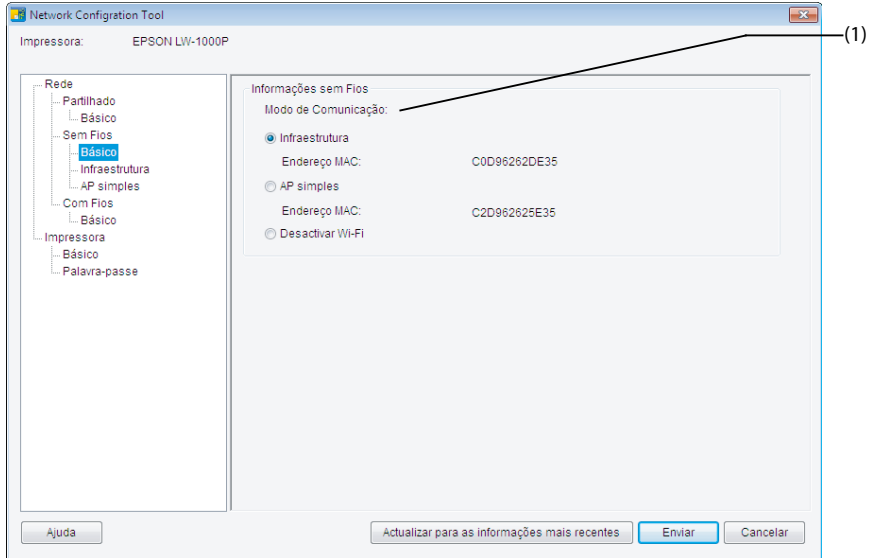 Network Configration Tool
Impressora: EPSON LW-1000P
(1)
Rede
Partilhado
Básico
Sem Fios
Básico
Infraestrutura
AP simples
Com Fios
Básico
Impressora
Básico
Palavra-passe
Informações sem Fios
Modo de Comunicação:
Infraestrutura
Endereço MAC: C0D96262DE35
AP simples
Endereço MAC: C2D962625E35
Desactivar Wi-Fi
Ajuda
Actualizar para as informações mais recentes
Enviar
Cancelar